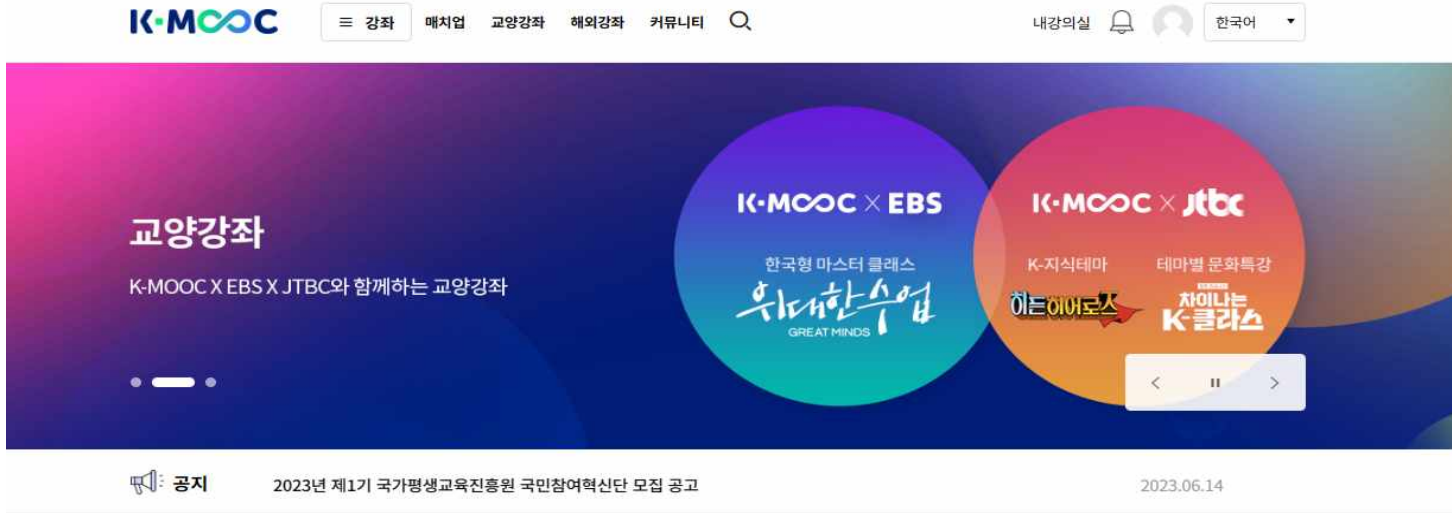 K-MOOC
강좌 매치업 교양강좌 해외강좌 커뮤니티
내강의실 한국어
교양강좌
K-MOOC X EBS X JTBC와 함께하는 교양강좌
K-MOOC × EBS
한국형 마스터 클래스
위대한수업
GREAT MINDS
K-MOOC × Jtbc
K-지식테마 테마별 문화특강
히든히어로즈
차이나는
K-클라스
공지 2023년 제1기 국가평생교육진흥원 국민참여혁신단 모집 공고 2023.06.14